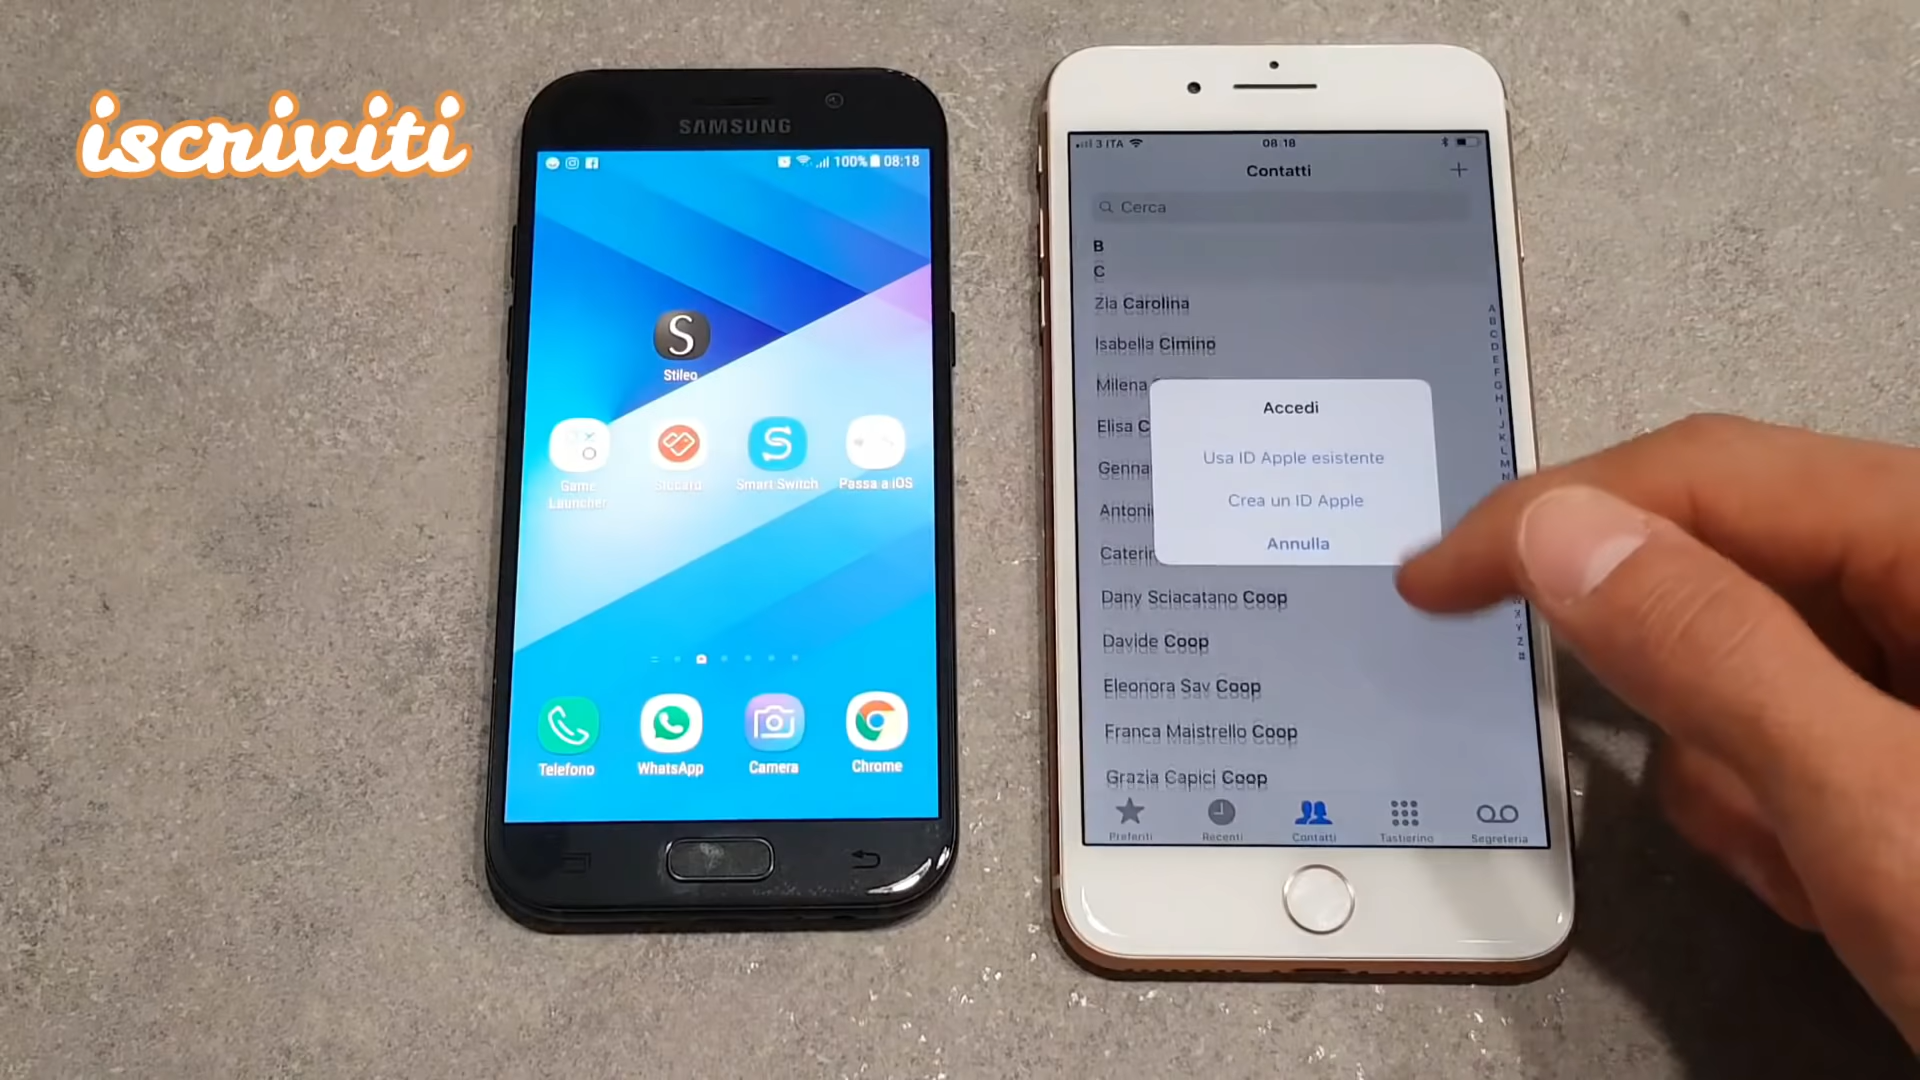 iscriviti
SAMSUNG
100% 08:18
Stileo
Game Launcher
Smart Switch
Passa a iOS
Telefono
WhatsApp
Camera
Chrome
3 ITA
08:18
Contatti
Cerca
B
C
Zia Carolina
Isabella Cimino
Milena
Elisa C
Genna
Antoni
Caterin
Dany Sciacatano Coop
Davide Coop
Eleonora Sav Coop
Franca Maistrello Coop
Grazia Capici Coop
Accedi
Usa ID Apple esistente
Crea un ID Apple
Annulla
A
B
C
D
E
F
G
H
I
J
K
L
M
N
X
Y
Z
#
Preferiti
Recenti
Contatti
Tastierino
Segreteria